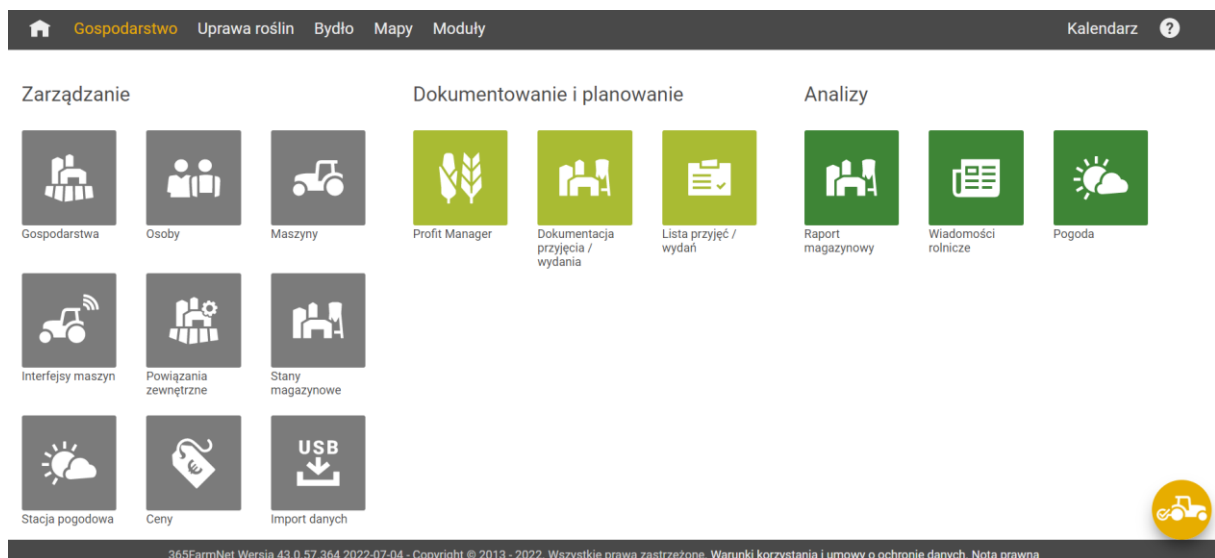 Gospodarstwo Uprawa roślin Bydło Mapy Moduły Kalendarz ?
Zarządzanie
Gospodarstwa
Osoby
Maszyny
Interfejsy maszyn
Powiązania
zewnętrzne
Stany
magazynowe
Stacja pogodowa
€
Ceny
USB
Import danych
Dokumentowanie i planowanie
Profit Manager
Dokumentacja
przyjęcia /
wydania
Lista przyjęć /
wydań
Analizy
Raport
magazynowy
Wiadomości
rolnicze
Pogoda
365FarmNet Wersja 43.0.57.364 2022-07-04 - Copyright © 2013 - 2022. Wszystkie prawa zastrzeżone. Warunki korzystania i umowy o ochronie danych. Nota prawna